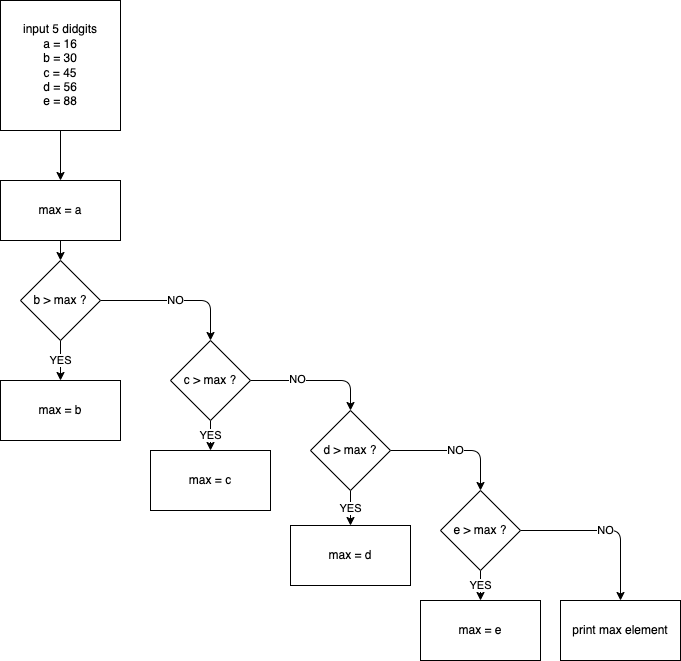 input 5 didgits
a = 16
b = 30
c = 45
d = 56
e = 88
max = a
b > max ?
NO
YES
max = b
c > max ?
NO
YES
max = c
d > max ?
NO
YES
max = d
e > max ?
NO
YES
max = e
print max element